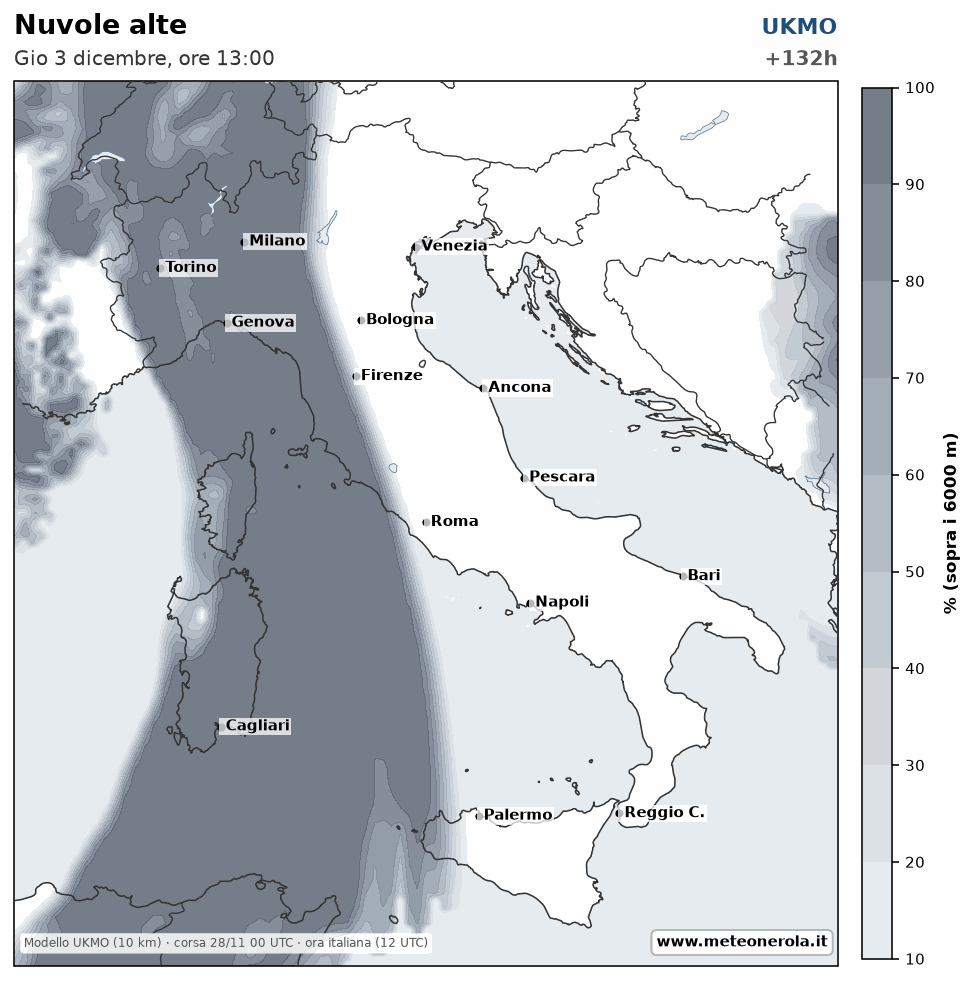 Nuvole alte
UKMO
Gio 3 dicembre, ore 13:00
+132h
100
90
80
70
60
50
40
30
20
10
% (sopra i 6000 m)
Milano
Venezia
Torino
Genova
Bologna
Firenze
Ancona
Pescara
Roma
Bari
Napoli
Cagliari
Palermo
Reggio C.
Modello UKMO (10 km) · corsa 28/11 00 UTC · ora italiana (12 UTC)
www.meteonerola.it